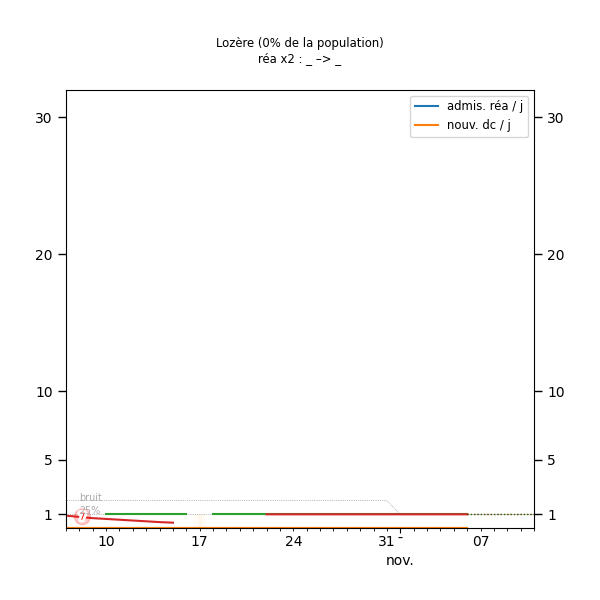 Lozère (0% de la population)
réa x2 : _ –> _
admis. réa / j
nouv. dc / j
30 30
20 20
10 10
5 5
bruit
25%
7
1 1
10 17 24 31 07
nov.